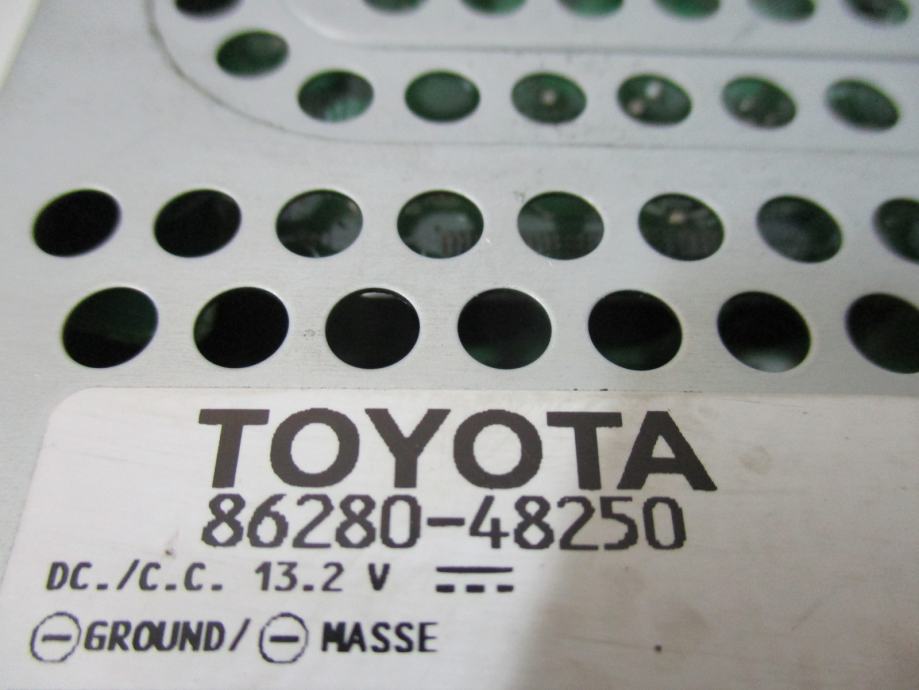 TOYOTA
86280-48250
DC./C.C. 13.2 V ⎓
⊖GROUND/⊖ MASSE